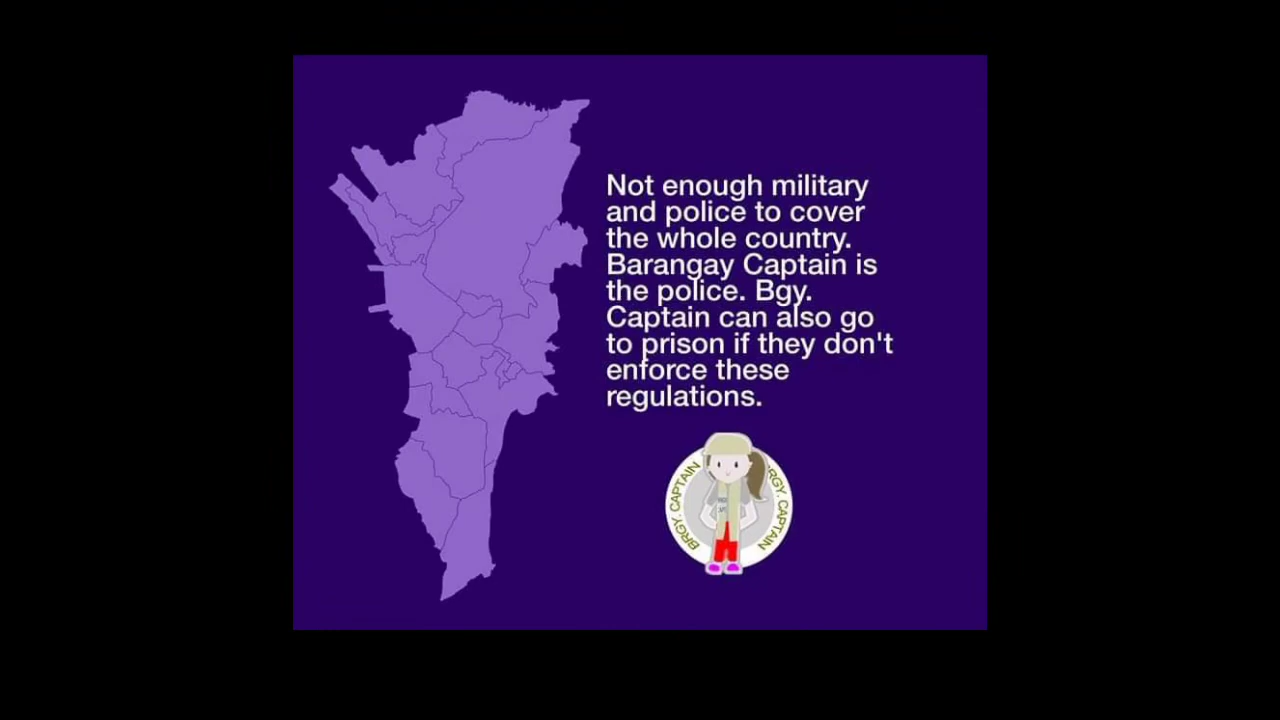 Not enough military
and police to cover
the whole country.
Barangay Captain is
the police. Bgy.
Captain can also go
to prison if they don't
enforce these
regulations.
BRGY. CAPTAIN
RGY. CAPTAIN